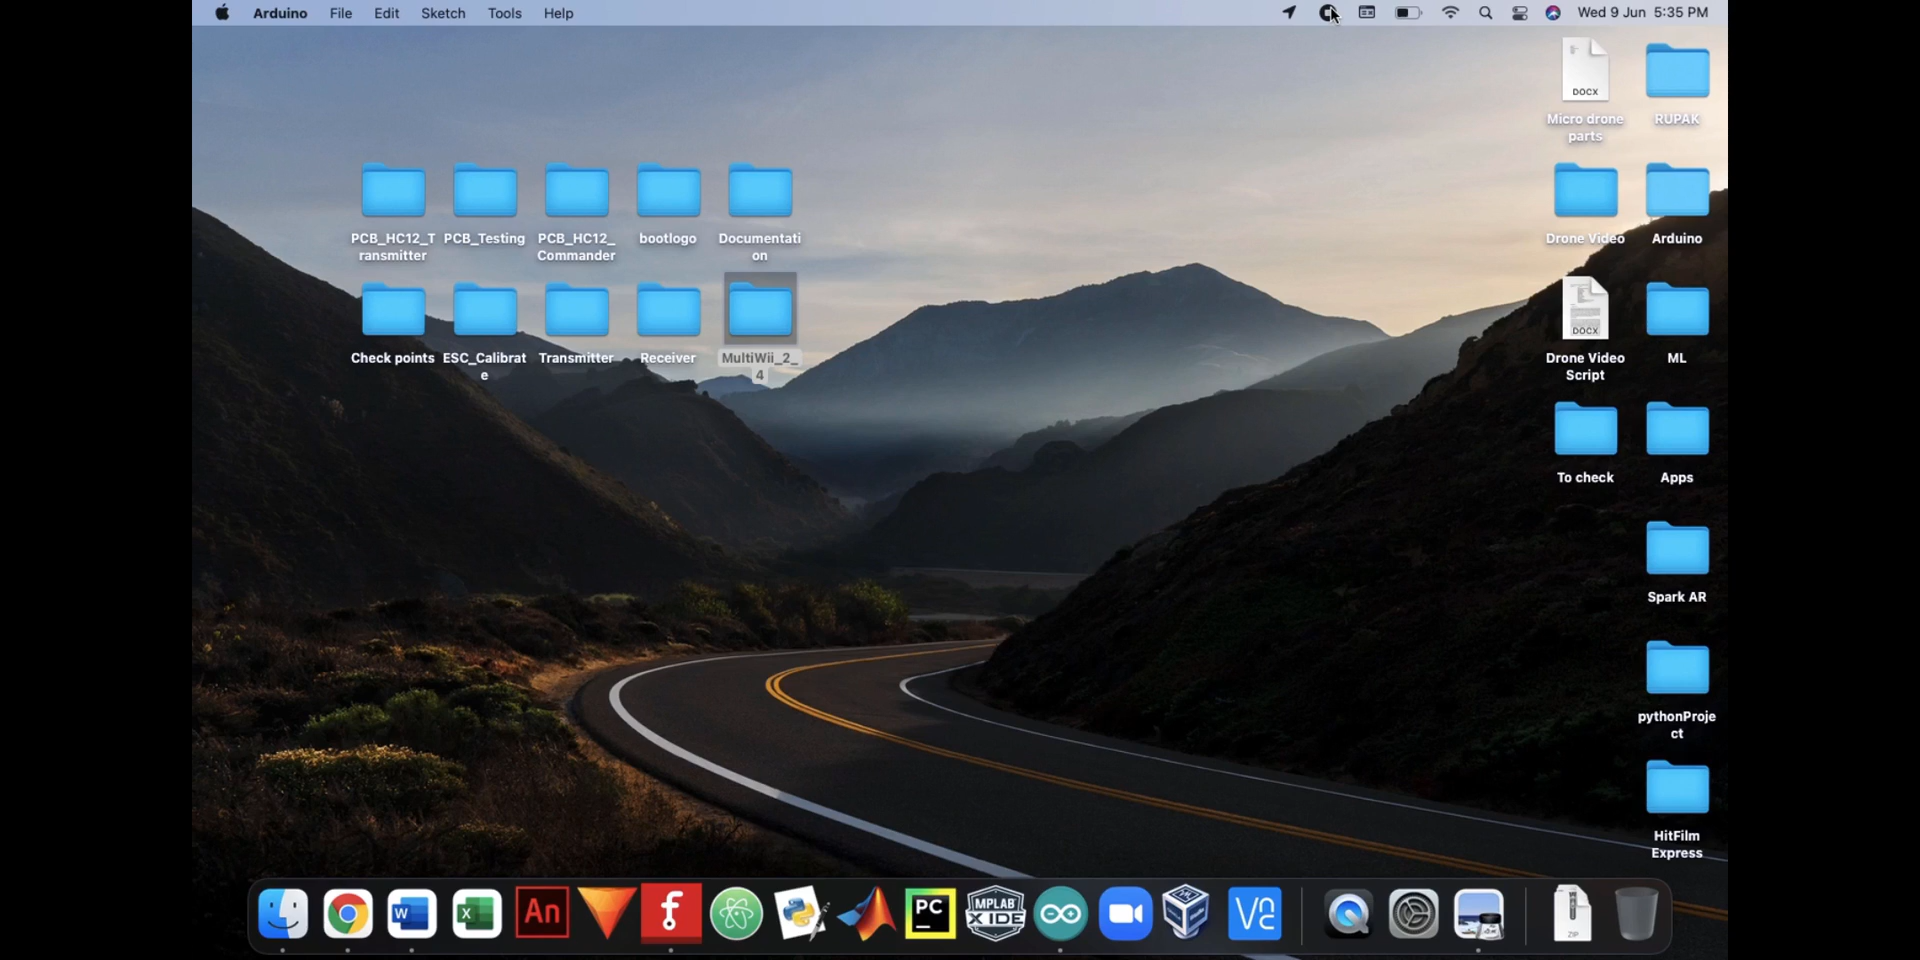 Arduino File Edit Sketch Tools Help Wed 9 Jun 5:35 PM
DOCX
Micro drone
parts
RUPAK
PCB_HC12_T
ransmitter
PCB_Testing
PCB_HC12_
Commander
bootlogo
Documentati
on
Drone Video
Arduino
Check points
ESC_Calibrat
e
Transmitter
Receiver
MultiWii_2_
4
DOCX
Drone Video
Script
ML
To check
Apps
Spark AR
pythonProje
ct
HitFilm
Express
W
X
An
f
PC
MPLAB
X IDE
V2
ZIP